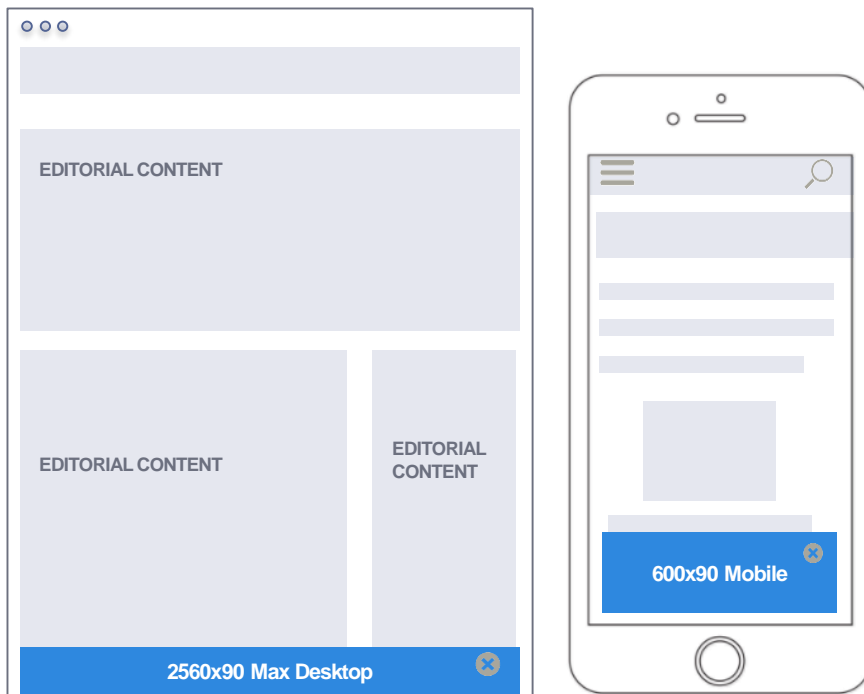 EDITORIAL CONTENT
EDITORIAL CONTENT
EDITORIAL
CONTENT
2560x90 Max Desktop
600x90 Mobile